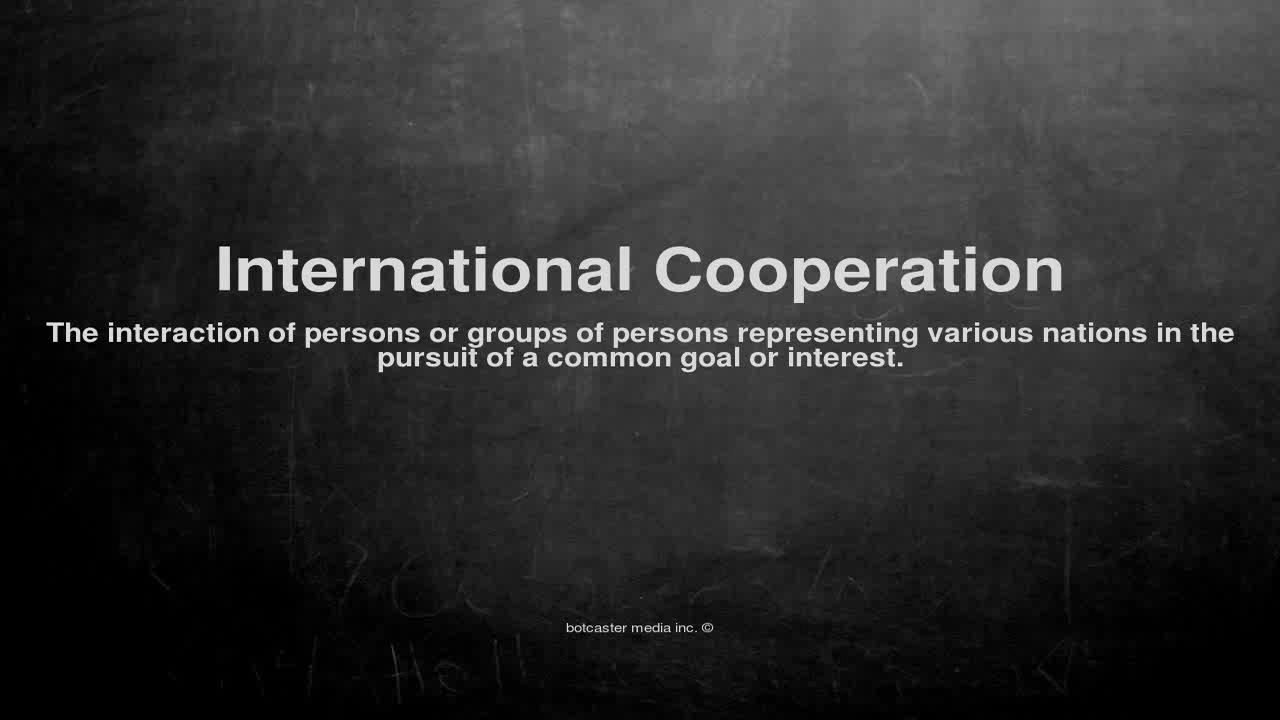 International Cooperation
The interaction of persons or groups of persons representing various nations in the
pursuit of a common goal or interest.
botcaster media inc. ©